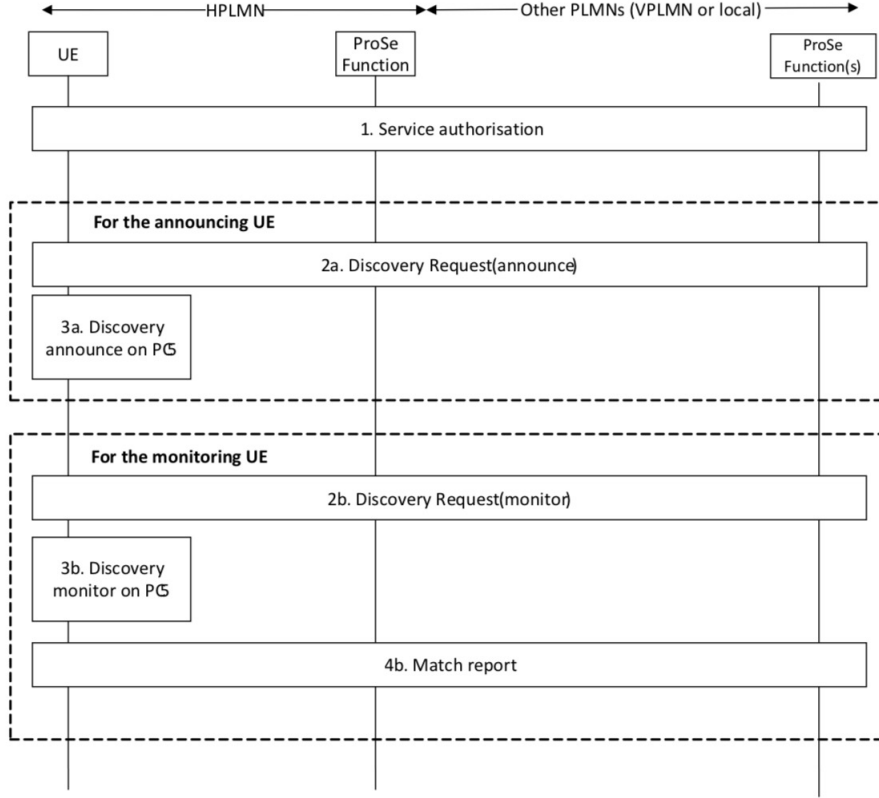 HPLMN
Other PLMNs (VPLMN or local)
UE
ProSe
Function
ProSe
Function(s)
1. Service authorisation
For the announcing UE
2a. Discovery Request(announce)
3a. Discovery
announce on PC5
For the monitoring UE
2b. Discovery Request(monitor)
3b. Discovery
monitor on PC5
4b. Match report